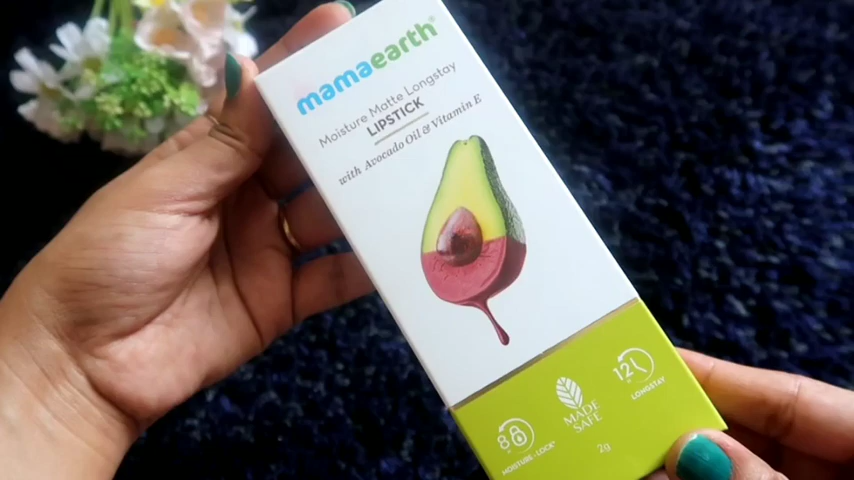 mamaearth®
Moisture Matte Longstay
LIPSTICK
with Avocado Oil & Vitamin E
8
MOISTURE-LOCK*
MADE
SAFE
12
LONGSTAY
2g